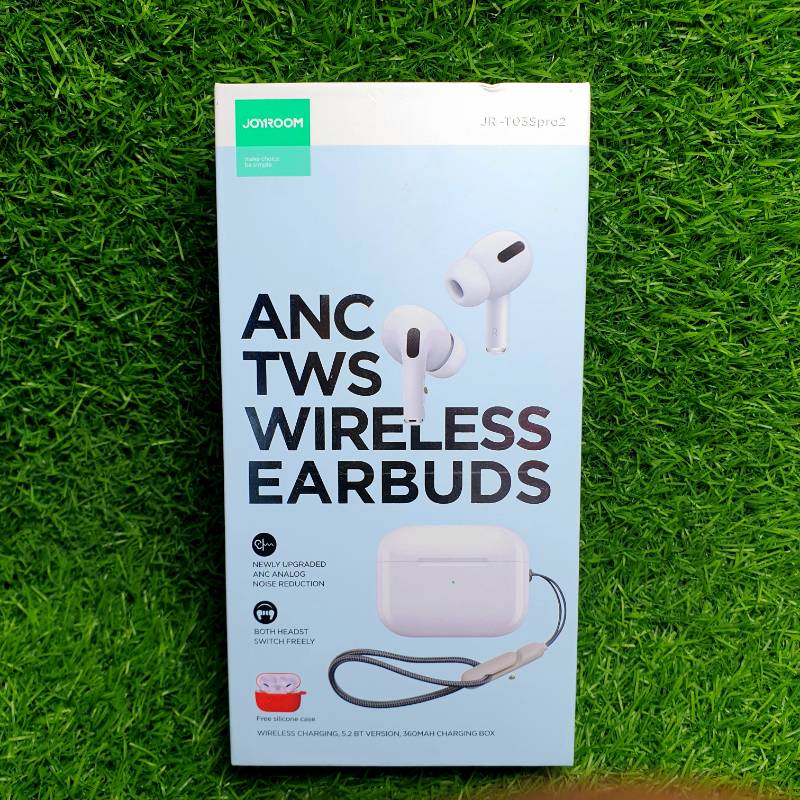 JOYROOM
make choice
be simple
JR-T03Spro2
ANC
TWS
WIRELESS
EARBUDS
R
NEWLY UPGRADED
ANC ANALOG
NOISE REDUCTION
BOTH HEADST
SWITCH FREELY
Free silicone case
WIRELESS CHARGING, 5.2 BT VERSION, 360MAH CHARGING BOX